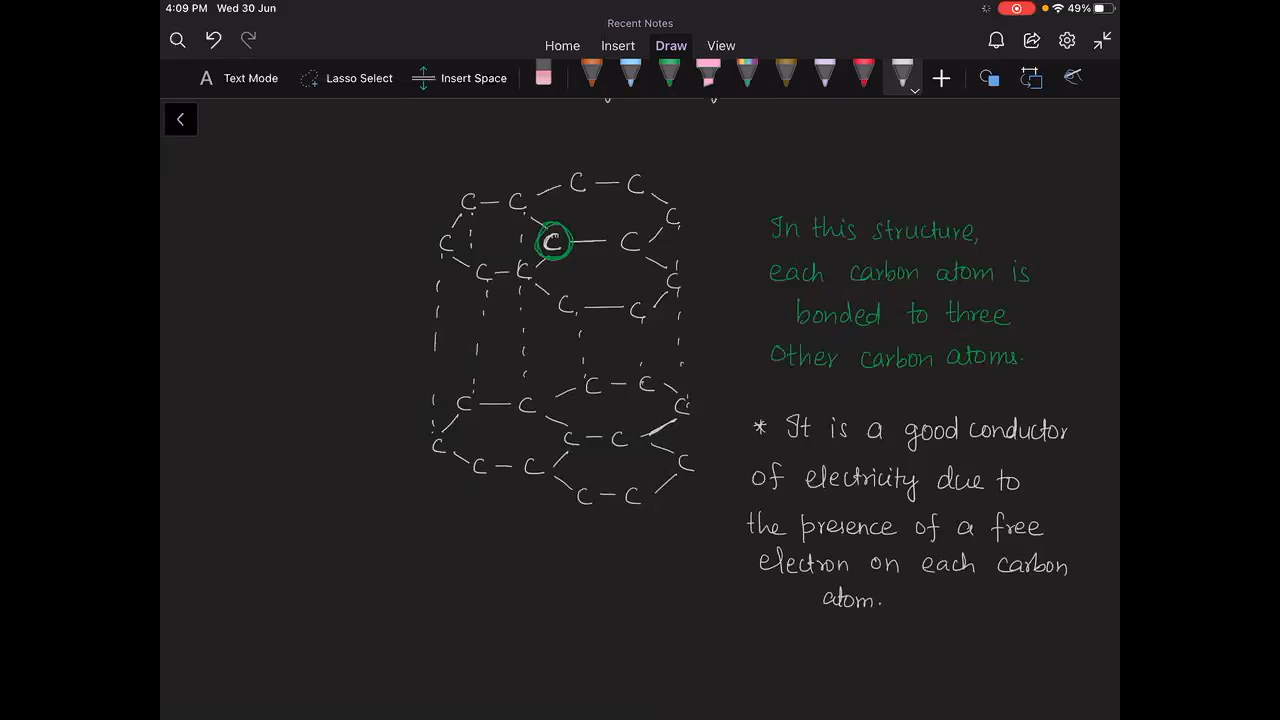 4:09 PM Wed 30 Jun
49%
Recent Notes
Home Insert Draw View
A Text Mode Lasso Select Insert Space
C — C
C — C
C
C C — C
C — C
C
C — C
C — C
C — C
C
C — C
C
C — C
C — C
C
C — C
In this structure,
each carbon atom is
bonded to three
Other carbon atoms.
* It is a good conductor
of electricity due to
the presence of a free
electron on each carbon
atom.